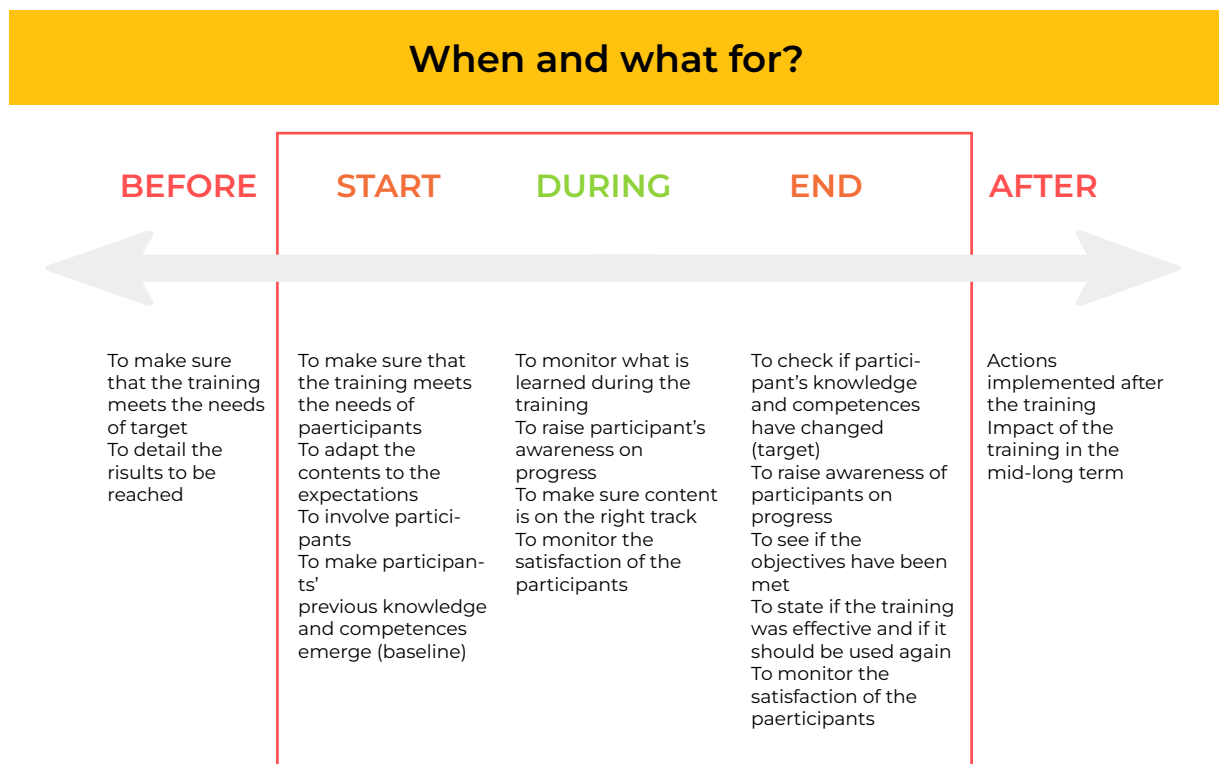 When and what for?
BEFORE
START
DURING
END
AFTER
To make sure
that the training
meets the needs
of target
To detail the
risults to be
reached
To make sure that
the training meets
the needs of
paerticipants
To adapt the
contents to the
expectations
To involve partici-
pants
To make participan-
ts’
previous knowledge
and competences
emerge (baseline)
To monitor what is
learned during the
training
To raise participant’s
awareness on
progress
To make sure content
is on the right track
To monitor the
satisfaction of the
participants
To check if partici-
pant’s knowledge
and competences
have changed
(target)
To raise awareness of
participants on
progress
To see if the
objectives have been
met
To state if the training
was effective and if it
should be used again
To monitor the
satisfaction of the
paerticipants
Actions
implemented after
the training
Impact of the
training in the
mid-long term